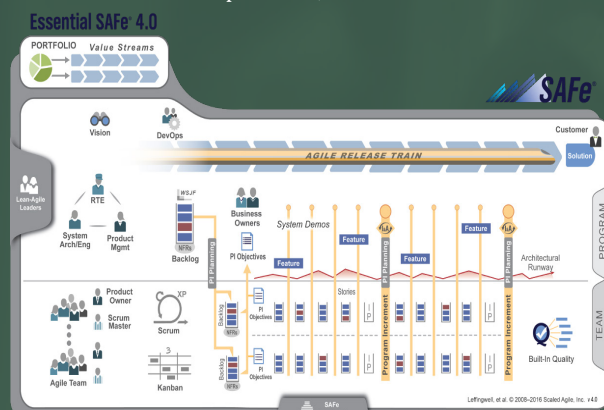 Essential SAFe® 4.0
PORTFOLIO
Value Streams
SAFe®
Vision
DevOps
Customer
AGILE RELEASE TRAIN
Solution
Lean-Agile
Leaders
RTE
System
Arch/Eng
Product
Mgmt
WSJF
NFRs
Backlog
Business
Owners
PI Objectives
System Demos
Feature
Feature
Feature
Feature
PI Planning
PI Planning
PI Planning
Architectural
Runway
PROGRAM
Product
Owner
Scrum
Master
Agile Team
XP
Scrum
3
Kanban
Backlog
NFRs
PI
Objectives
Backlog
NFRs
PI
Objectives
Stories
Program Increment
Program Increment
I
P
I
P
I
P
I
P
Built-In Quality
TEAM
SAFe
Leffingwell, et al. © 2008–2016 Scaled Agile, Inc. v4.0